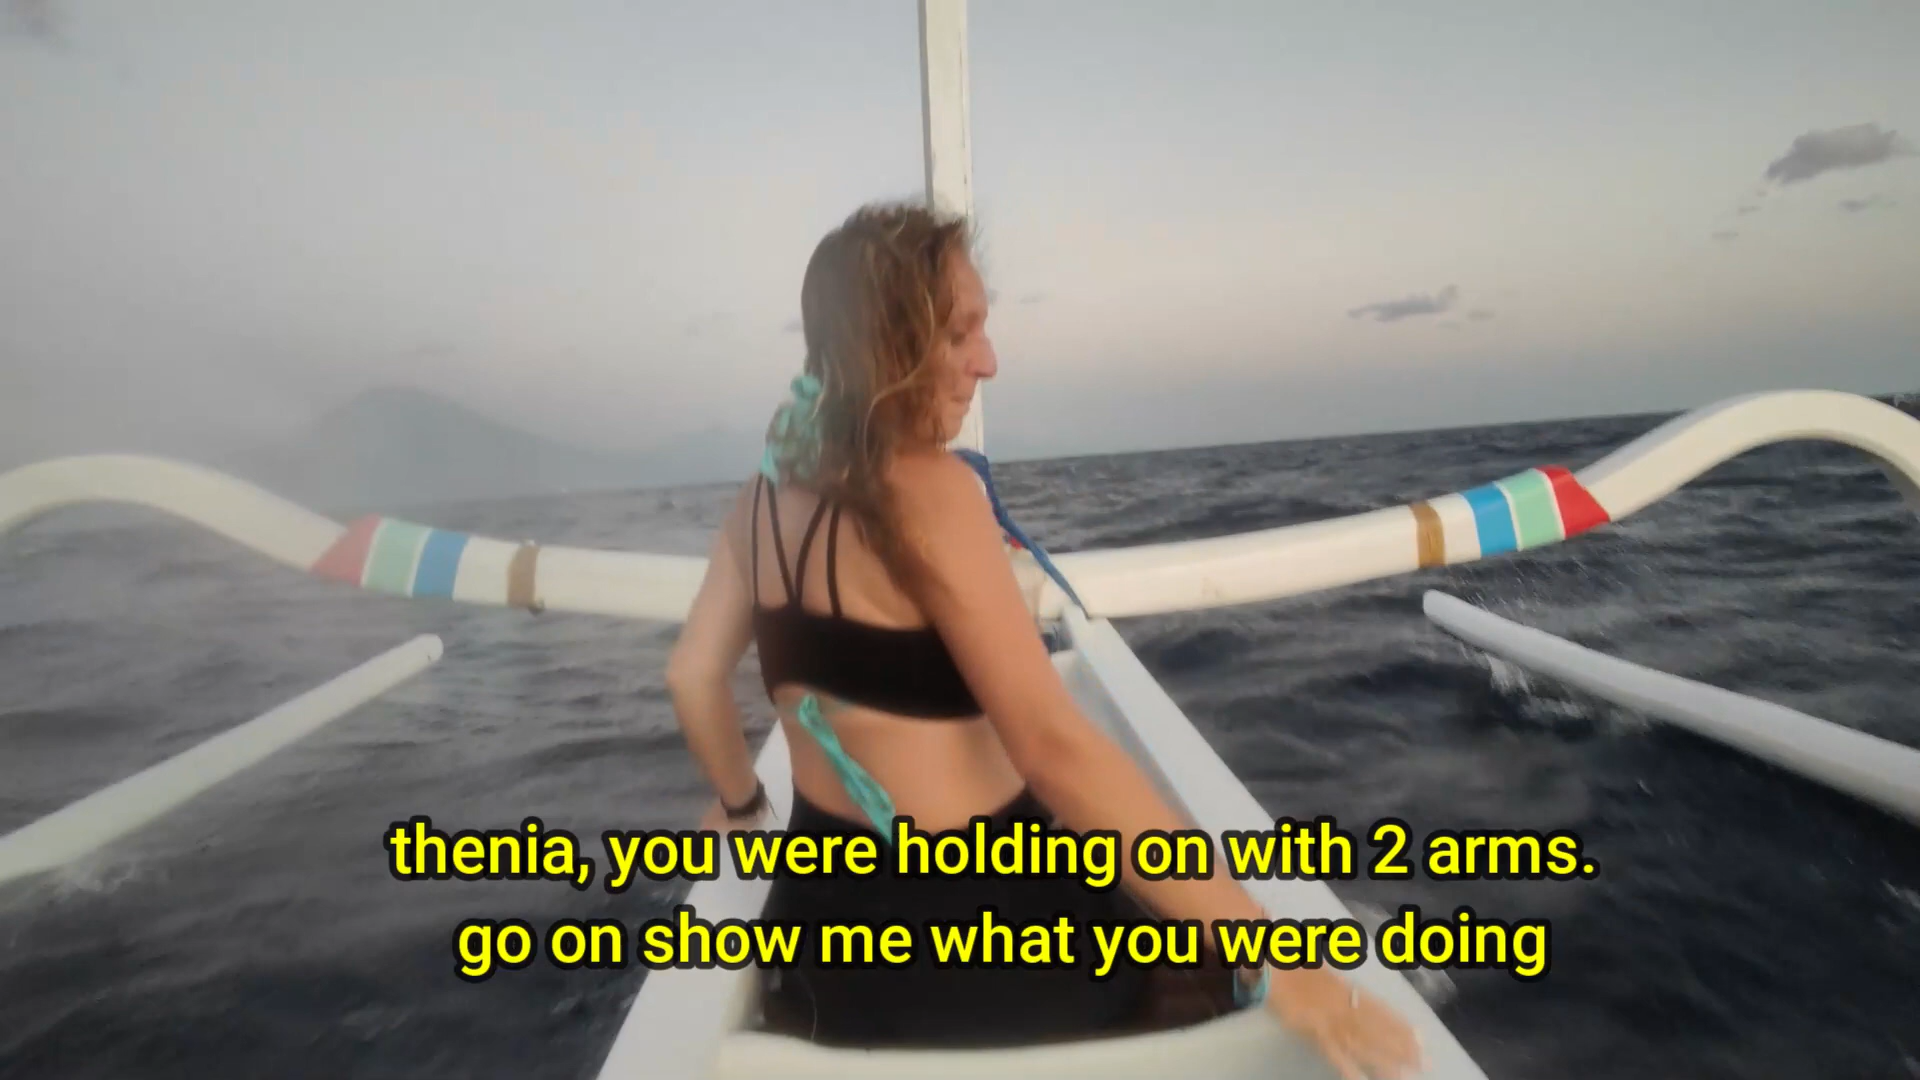 thenia, you were holding on with 2 arms.
go on show me what you were doing